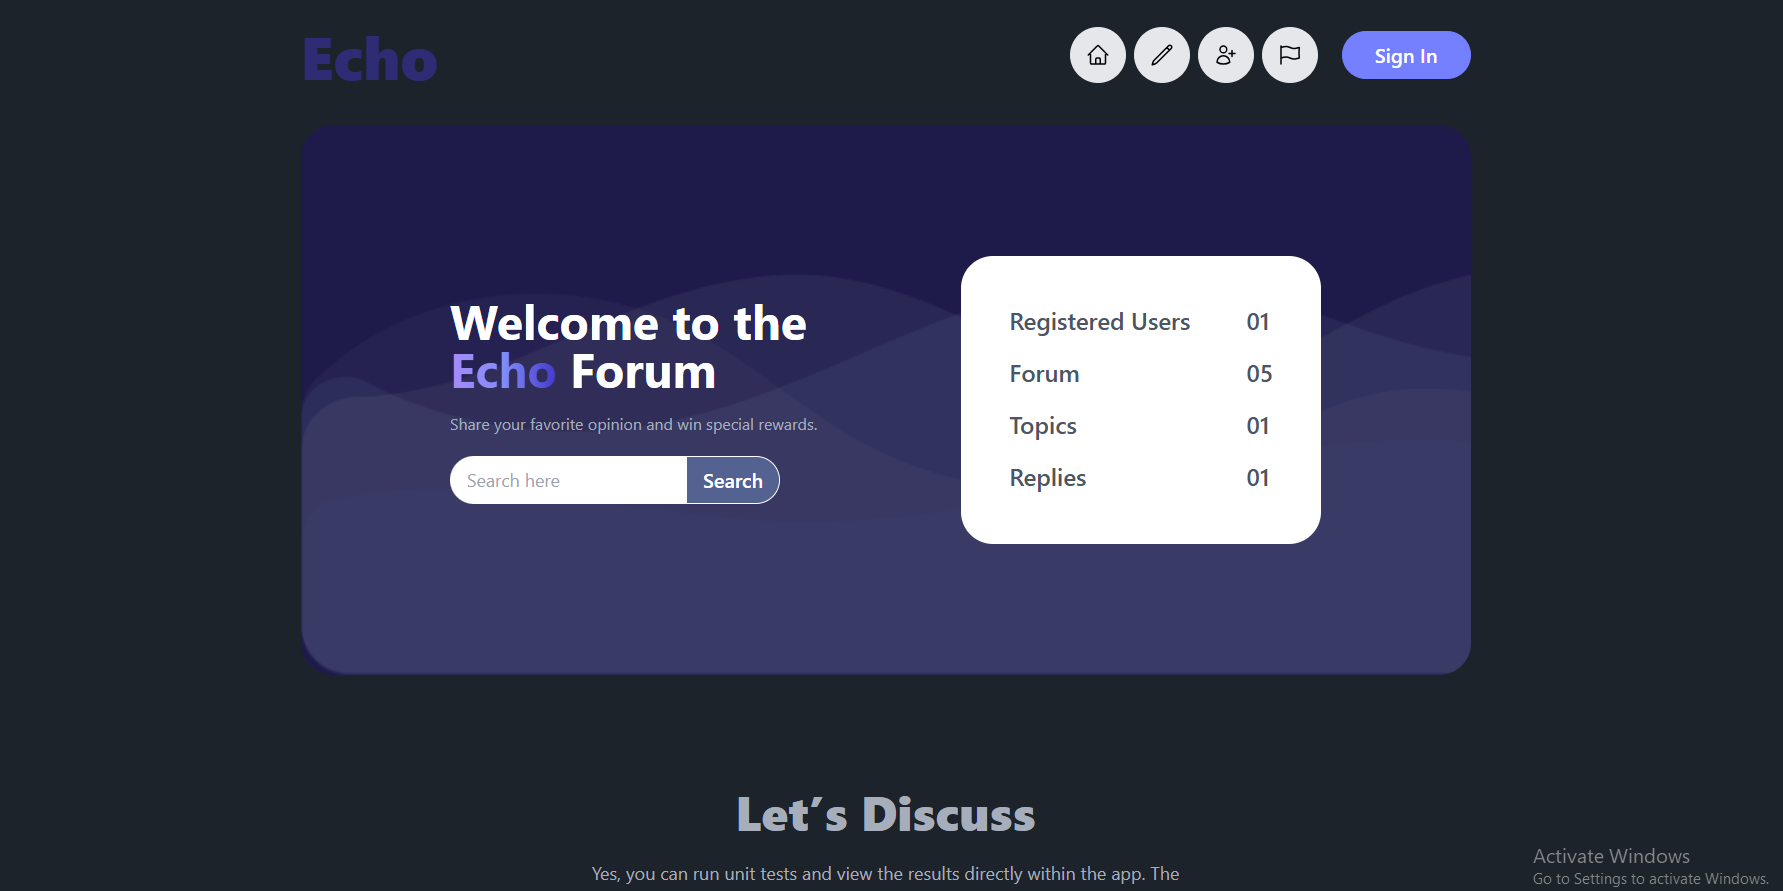 Echo
Sign In
Welcome to the
Echo Forum
Share your favorite opinion and win special rewards.
Search here
Search
Registered Users 01
Forum 05
Topics 01
Replies 01
Let’s Discuss
Yes, you can run unit tests and view the results directly within the app. The
Activate Windows
Go to Settings to activate Windows.